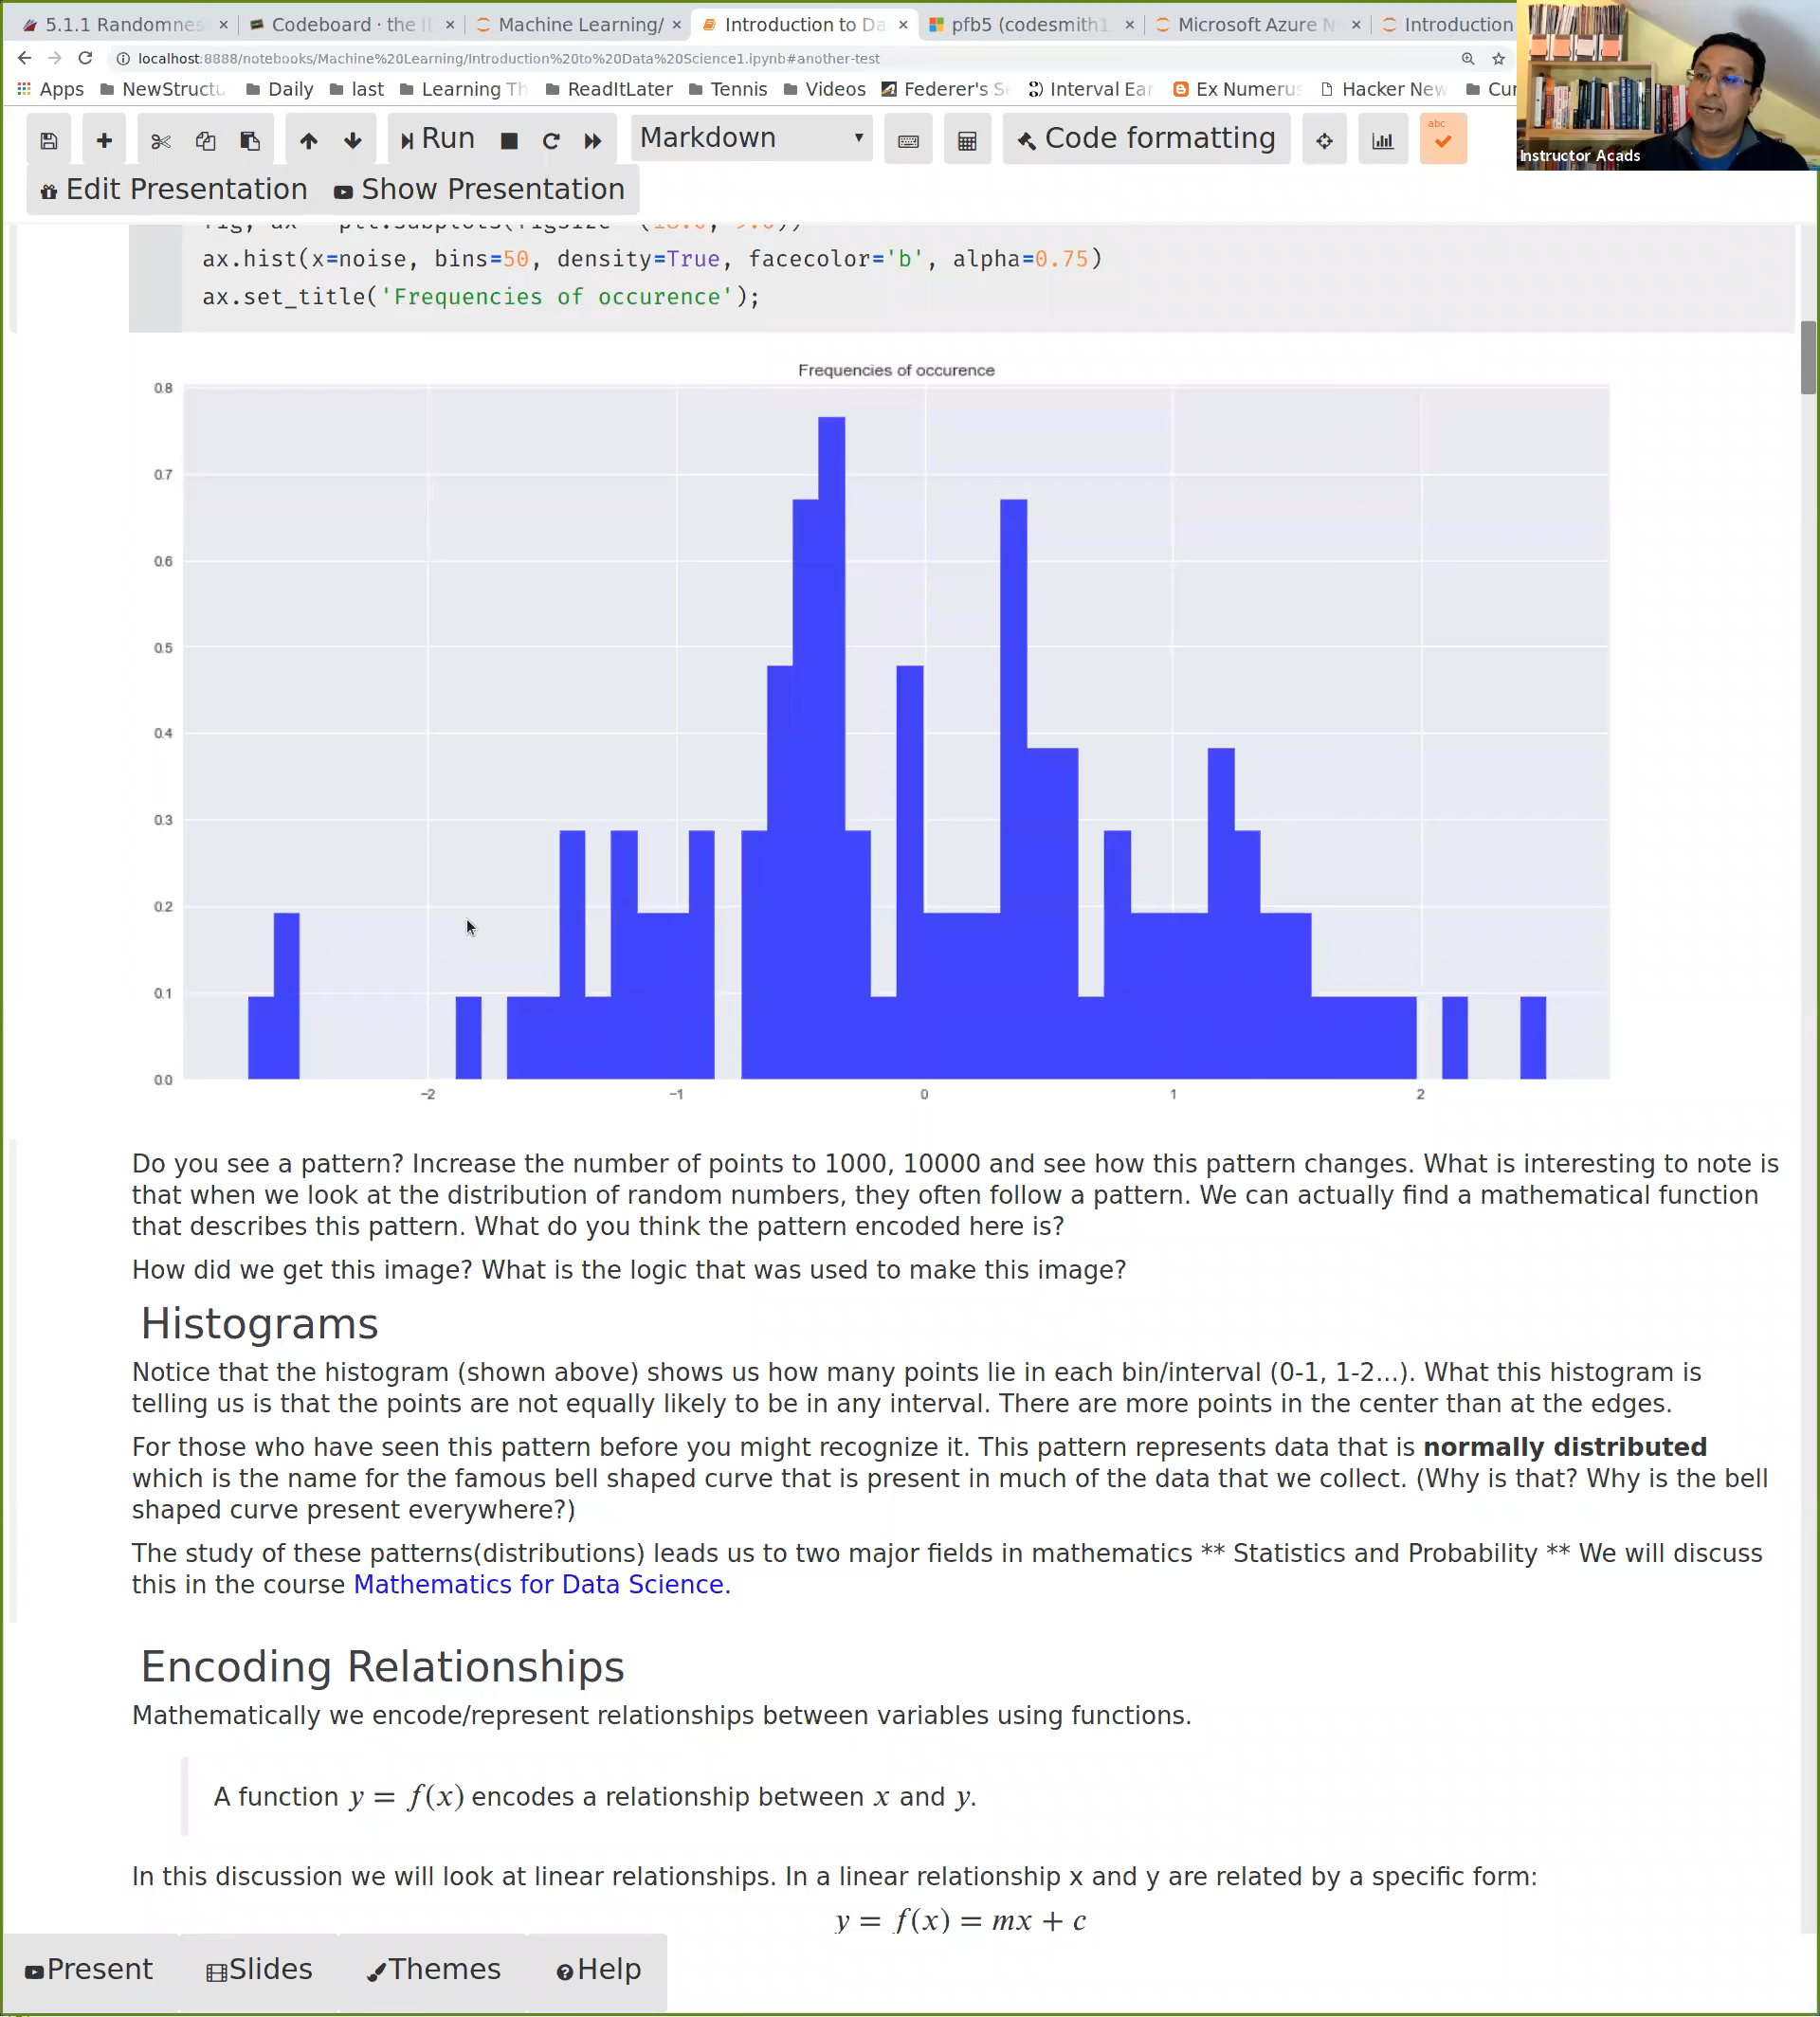 5.1.1 Randomnes
Codeboard · the I
Machine Learning/
Introduction to Da
pfb5 (codesmith1
Microsoft Azure N
Introduction
localhost:8888/notebooks/Machine%20Learning/Introduction%20to%20Data%20Science1.ipynb#another-test
Apps NewStructu Daily last Learning Th ReadItLater Tennis Videos Federer's S Interval Ear Ex Numerus Hacker New Cur
Run Markdown Code formatting abc
Instructor Acads
Edit Presentation Show Presentation
fig, ax = plt.subplots(figsize=(18.0, 9.0))
ax.hist(x=noise, bins=50, density=True, facecolor='b', alpha=0.75)
ax.set_title('Frequencies of occurence');
Frequencies of occurence
0.8
0.7
0.6
0.5
0.4
0.3
0.2
0.1
0.0
−2 −1 0 1 2
Do you see a pattern? Increase the number of points to 1000, 10000 and see how this pattern changes. What is interesting to note is
that when we look at the distribution of random numbers, they often follow a pattern. We can actually find a mathematical function
that describes this pattern. What do you think the pattern encoded here is?
How did we get this image? What is the logic that was used to make this image?
Histograms
Notice that the histogram (shown above) shows us how many points lie in each bin/interval (0-1, 1-2...). What this histogram is
telling us is that the points are not equally likely to be in any interval. There are more points in the center than at the edges.
For those who have seen this pattern before you might recognize it. This pattern represents data that is normally distributed
which is the name for the famous bell shaped curve that is present in much of the data that we collect. (Why is that? Why is the bell
shaped curve present everywhere?)
The study of these patterns(distributions) leads us to two major fields in mathematics ** Statistics and Probability ** We will discuss
this in the course Mathematics for Data Science.
Encoding Relationships
Mathematically we encode/represent relationships between variables using functions.
A function y = f(x) encodes a relationship between x and y.
In this discussion we will look at linear relationships. In a linear relationship x and y are related by a specific form:
y = f(x) = mx + c
Present Slides Themes Help